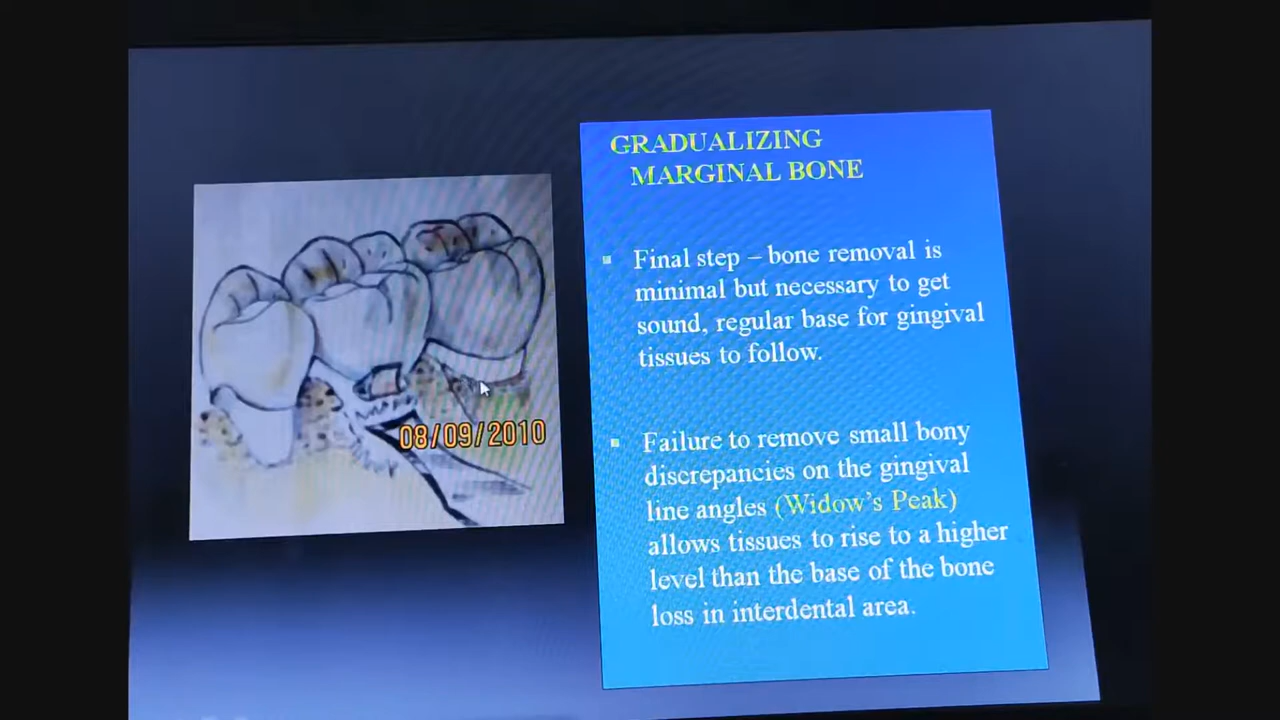 GRADUALIZING
MARGINAL BONE
Final step – bone removal is
minimal but necessary to get
sound, regular base for gingival
tissues to follow.
Failure to remove small bony
discrepancies on the gingival
line angles (Widow's Peak)
allows tissues to rise to a higher
level than the base of the bone
loss in interdental area.
08/09/2010